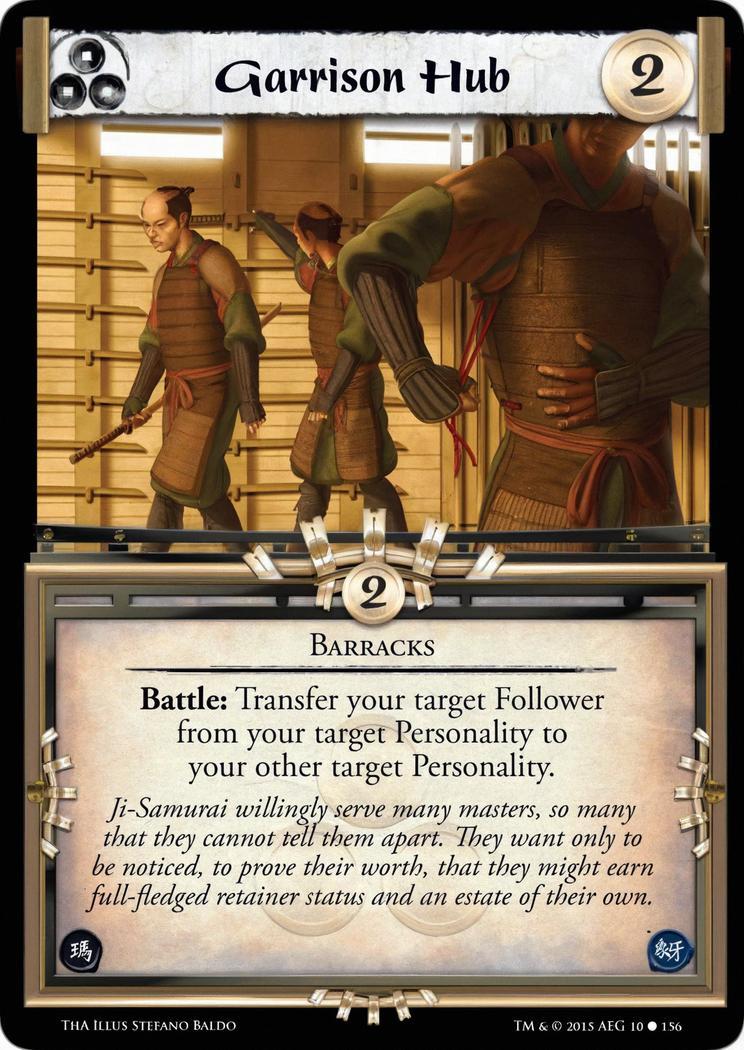 Garrison Hub
2
2
Barracks
Battle: Transfer your target Follower
from your target Personality to
your other target Personality.
Ji-Samurai willingly serve many masters, so many
that they cannot tell them apart. They want only to
be noticed, to prove their worth, that they might earn
full-fledged retainer status and an estate of their own.
瑪
象牙
ThA Illus Stefano Baldo
TM & © 2015 AEG 10 ● 156